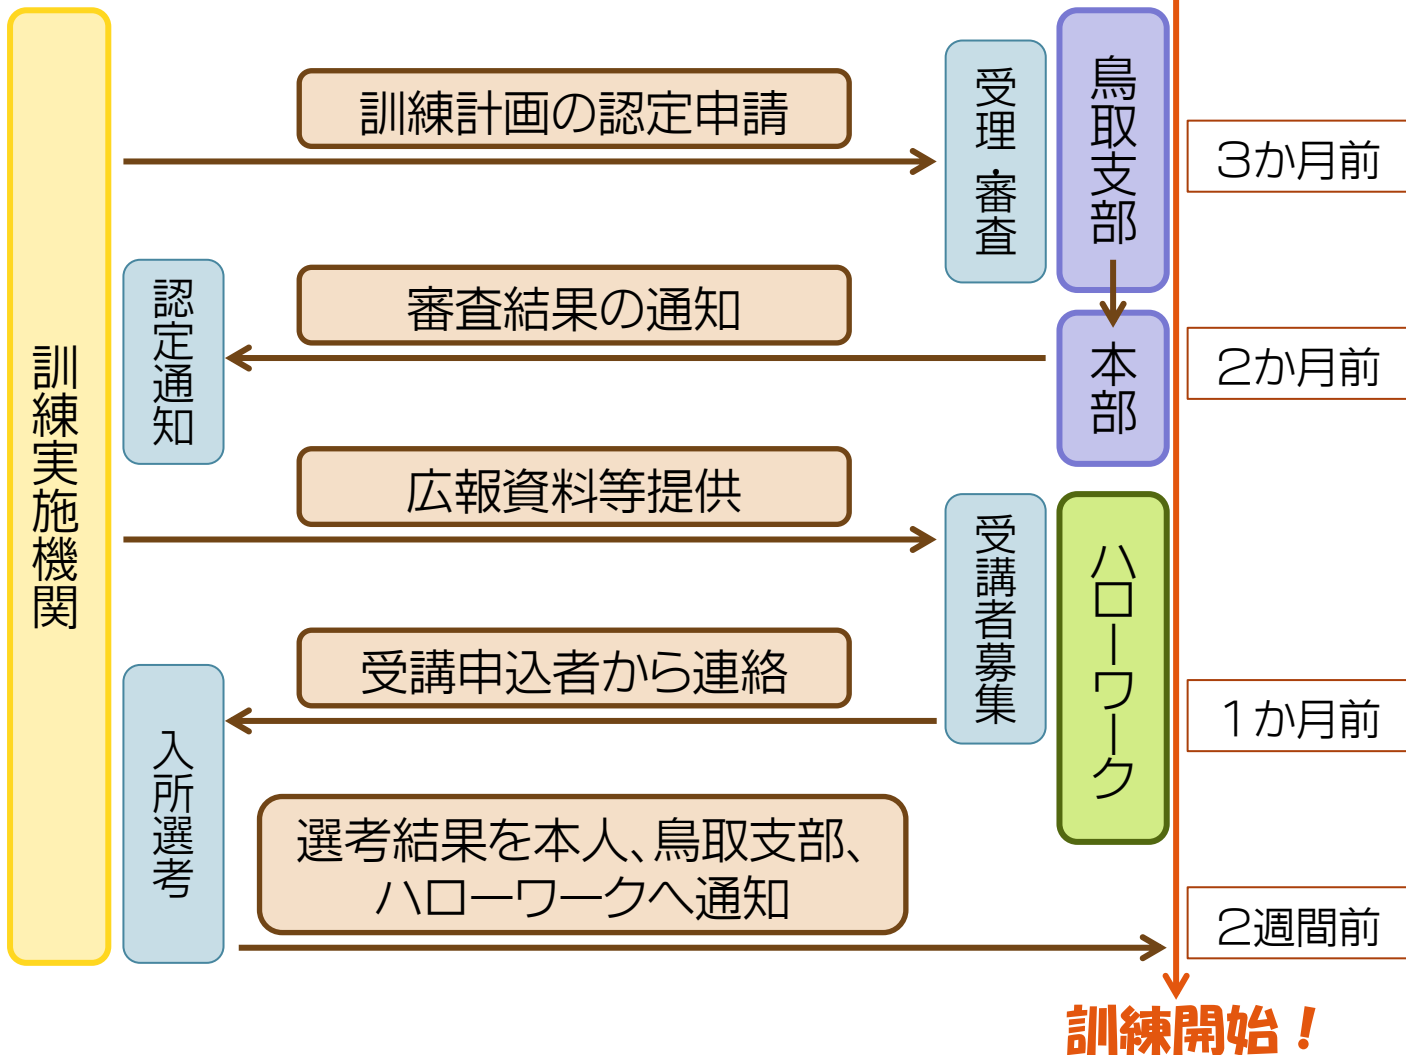 訓練実施機関
訓練計画の認定申請
受理・審査
鳥取支部
3か月前
認定通知
審査結果の通知
本部
2か月前
広報資料等提供
受講者募集
ハローワーク
受講申込者から連絡
1か月前
入所選考
選考結果を本人、鳥取支部、
ハローワークへ通知
2週間前
訓練開始！